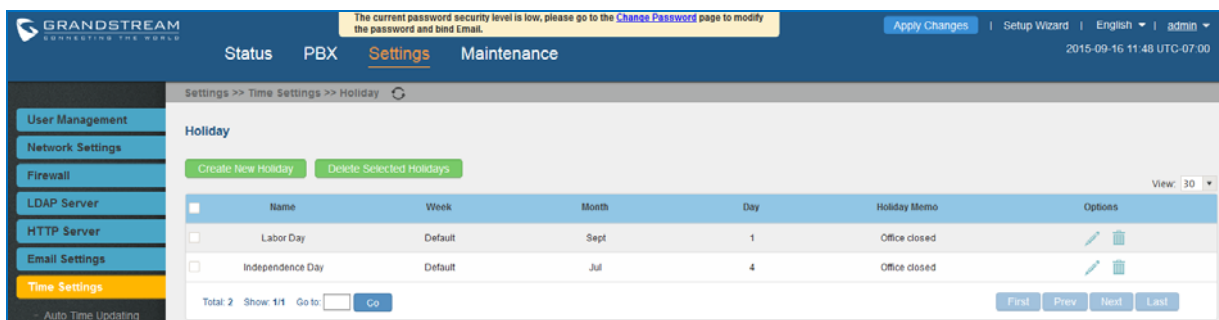 GRANDSTREAM
CONNECTING THE WORLD
The current password security level is low, please go to the Change Password page to modify
the password and bind Email.
Apply Changes | Setup Wizard | English | admin
Status PBX Settings Maintenance
2015-09-16 11:48 UTC-07:00
Settings >> Time Settings >> Holiday
User Management
Network Settings
Firewall
LDAP Server
HTTP Server
Email Settings
Time Settings
- Auto Time Updating
Holiday
Create New Holiday Delete Selected Holidays
View: 30
Name Week Month Day Holiday Memo Options
Labor Day Default Sept 1 Office closed
Independence Day Default Jul 4 Office closed
Total: 2 Show: 1/1 Go to: Go First Prev Next Last